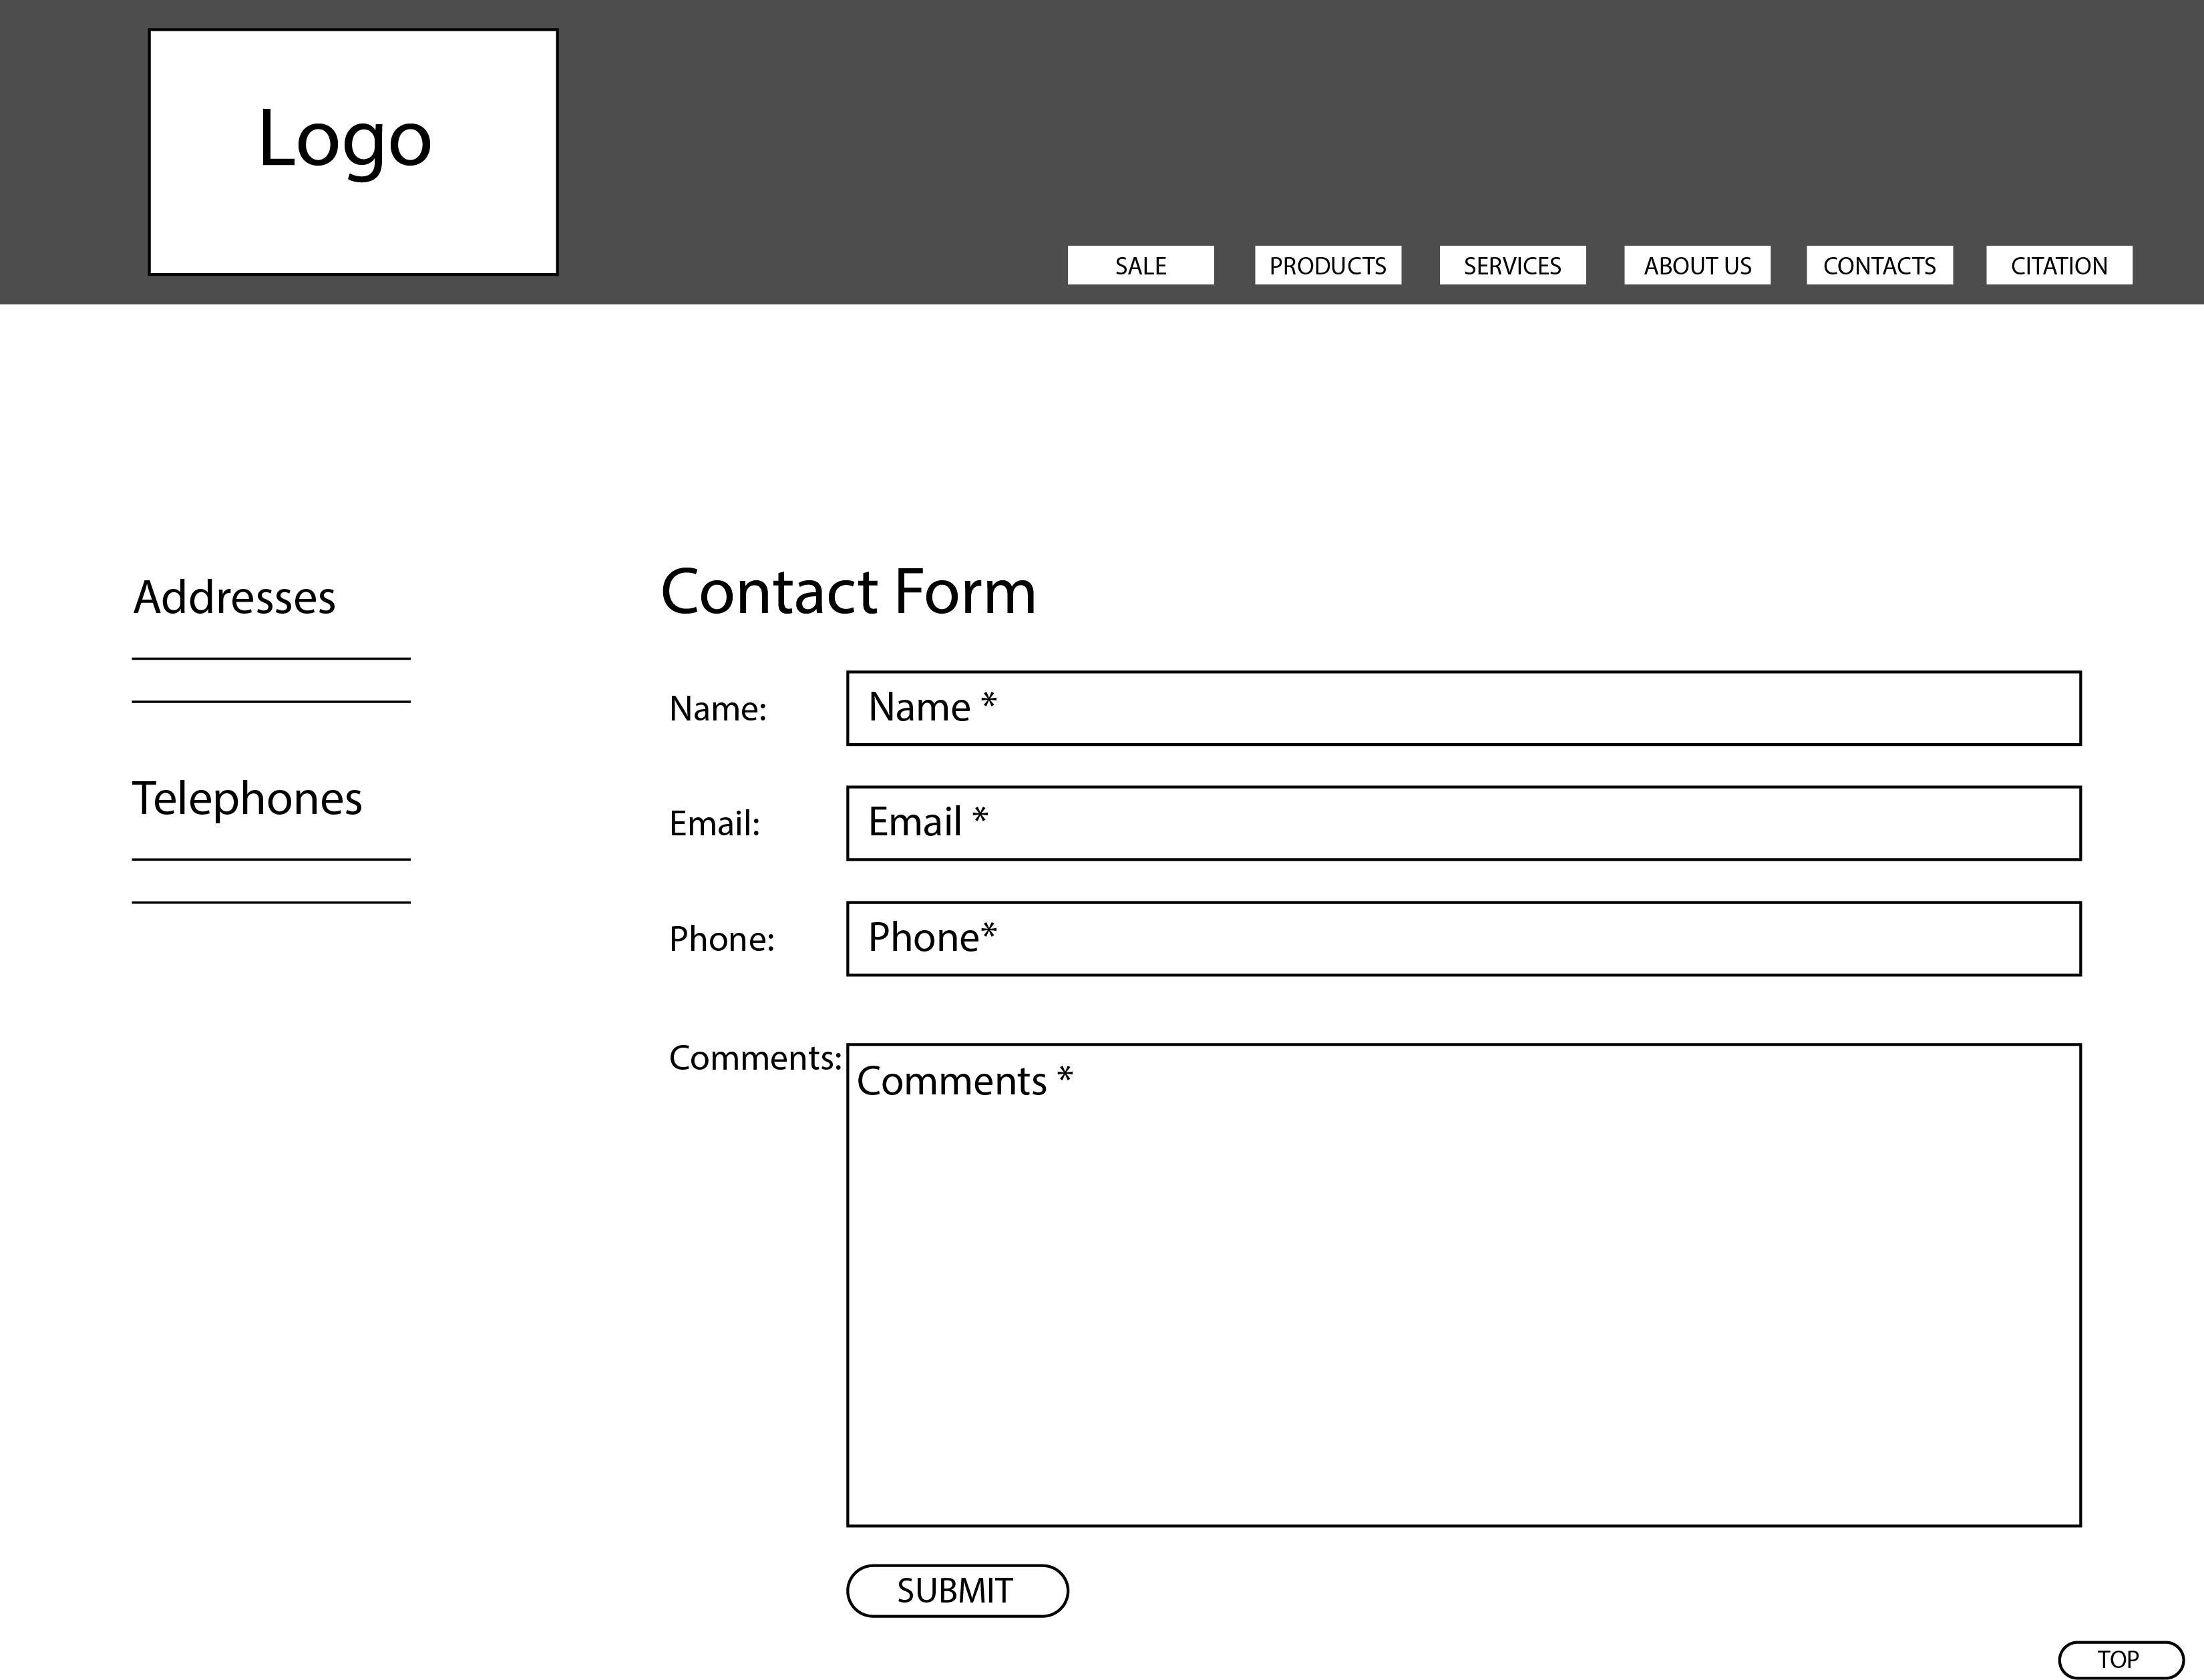 Logo
SALE PRODUCTS SERVICES ABOUT US CONTACTS CITATION
Addresses
Telephones
Contact Form
Name: Name *
Email: Email *
Phone: Phone*
Comments: Comments *
SUBMIT
TOP